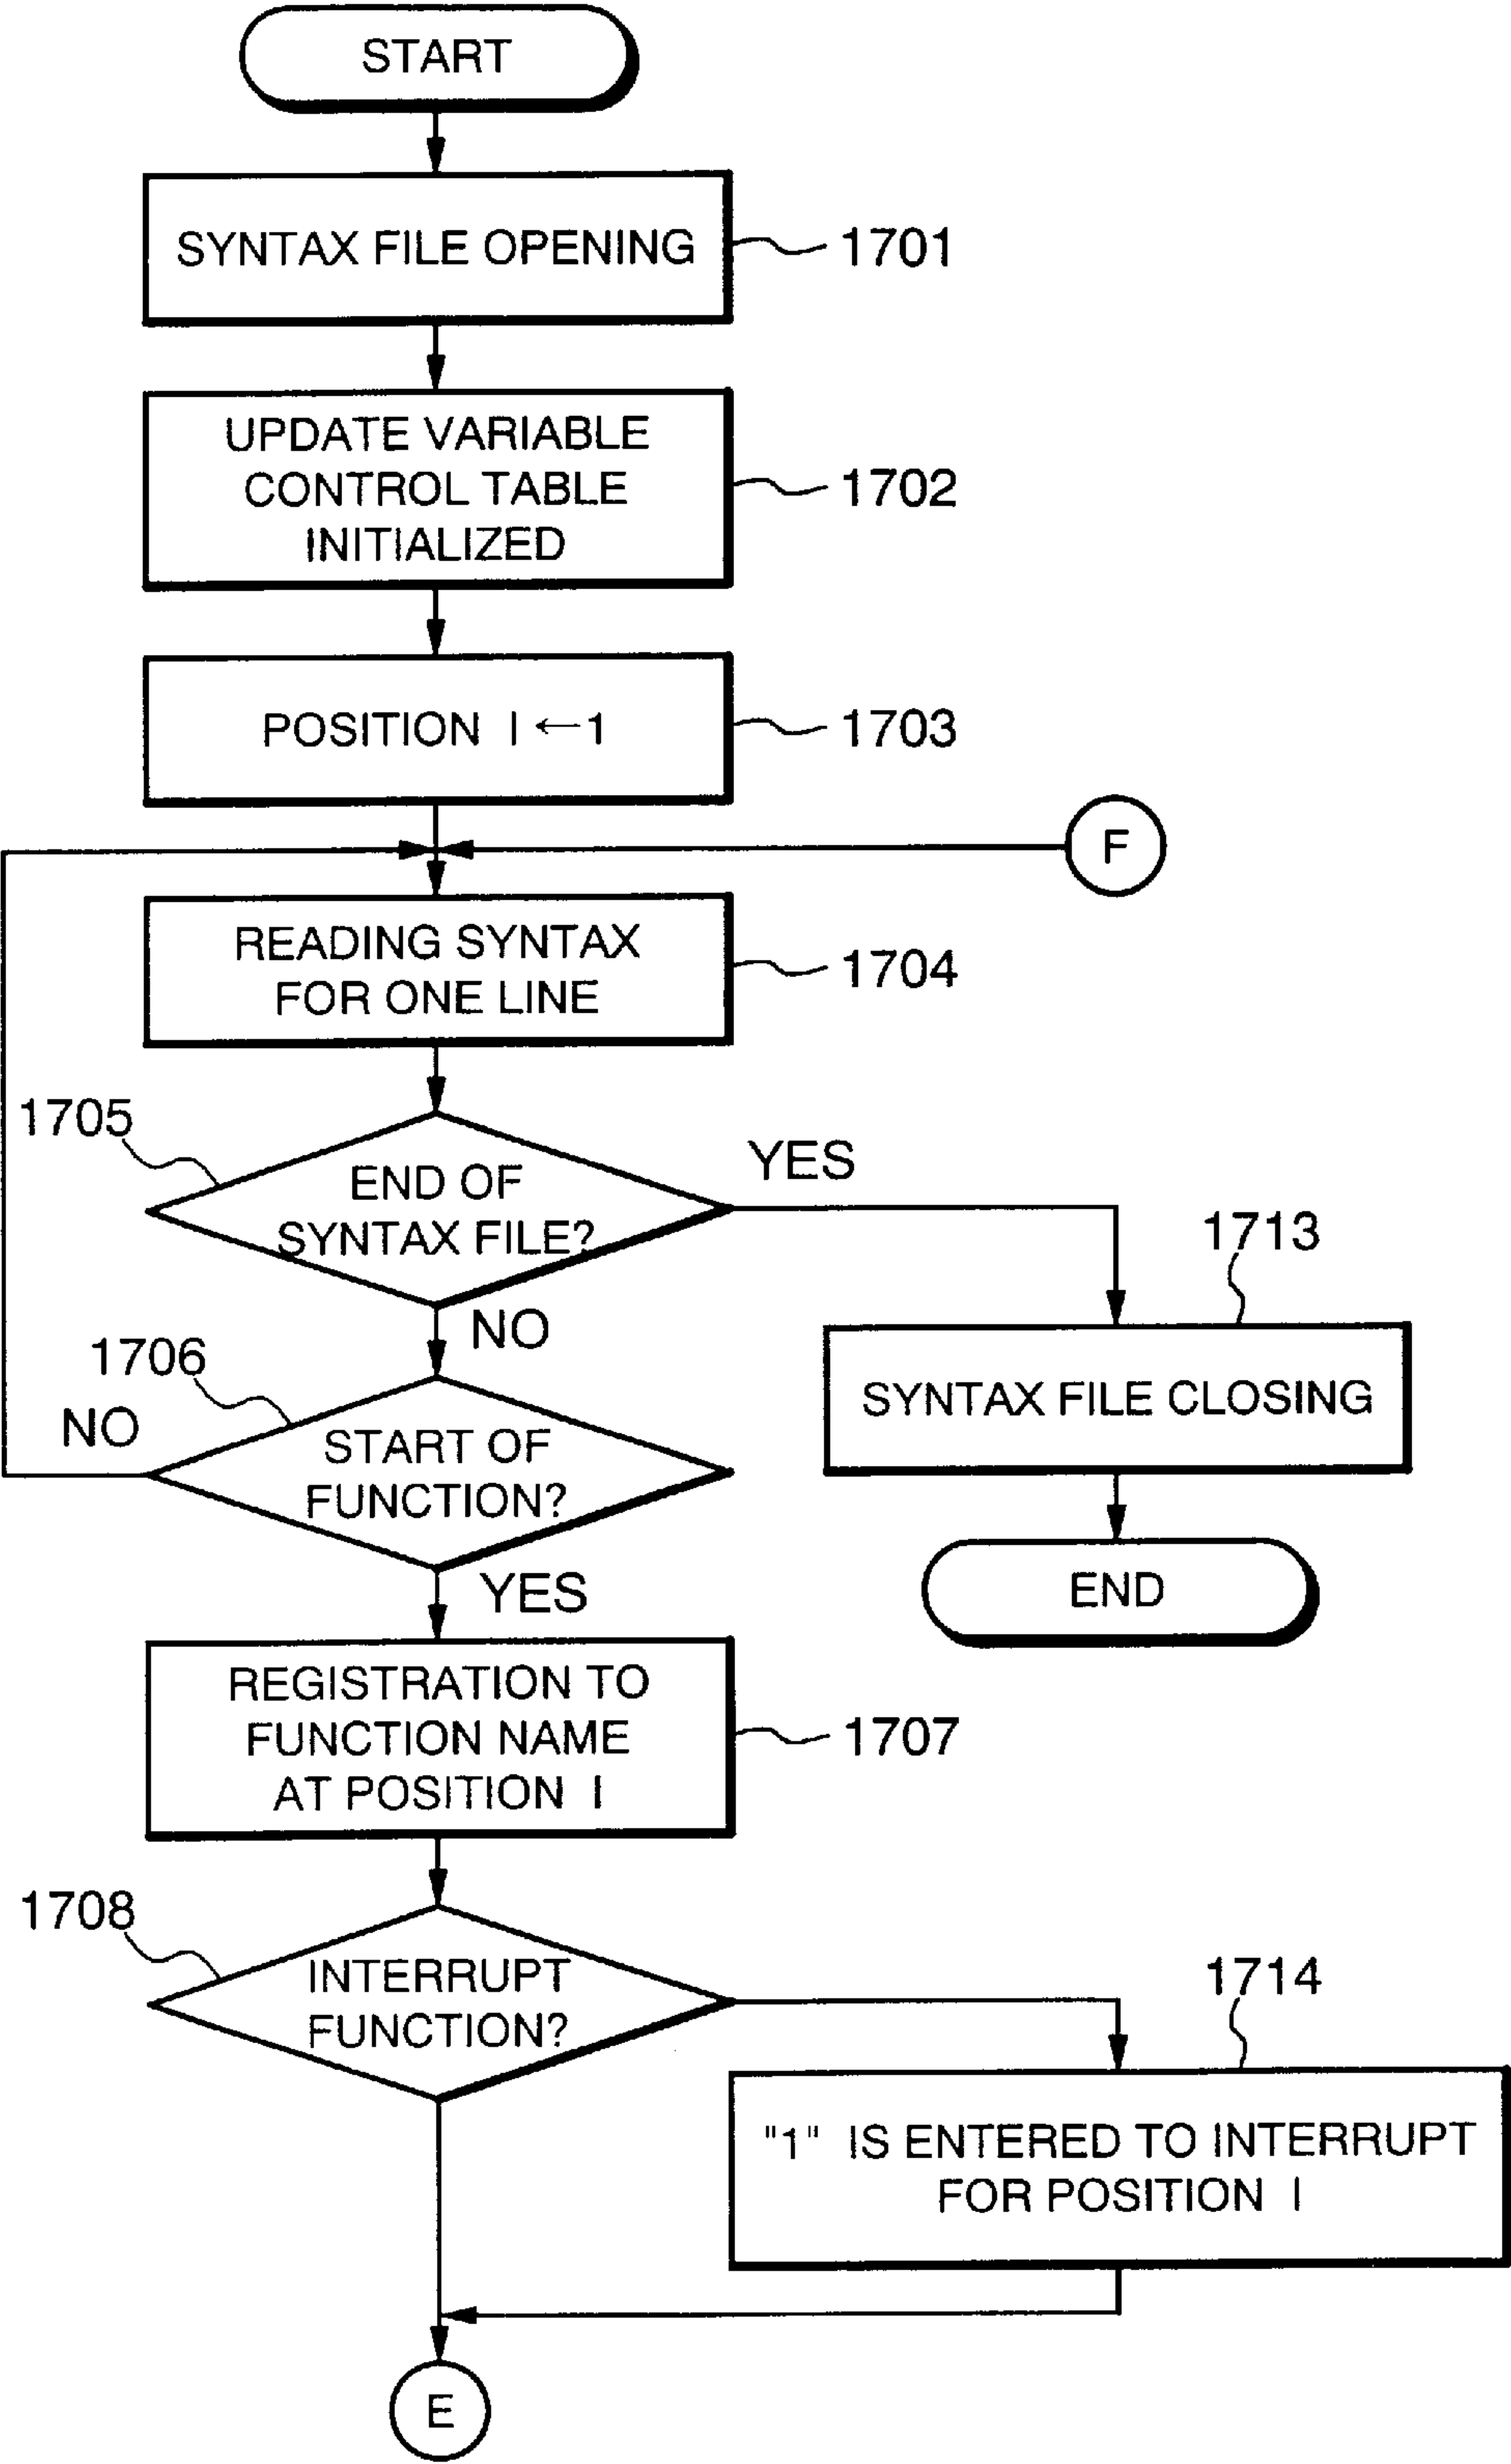 START
SYNTAX FILE OPENING
1701
UPDATE VARIABLE
CONTROL TABLE
INITIALIZED
1702
POSITION I ←1
1703
F
READING SYNTAX
FOR ONE LINE
1704
1705
END OF
SYNTAX FILE?
YES
NO
1713
SYNTAX FILE CLOSING
END
1706
NO
START OF
FUNCTION?
YES
REGISTRATION TO
FUNCTION NAME
AT POSITION I
1707
1708
INTERRUPT
FUNCTION?
1714
"1" IS ENTERED TO INTERRUPT
FOR POSITION I
E